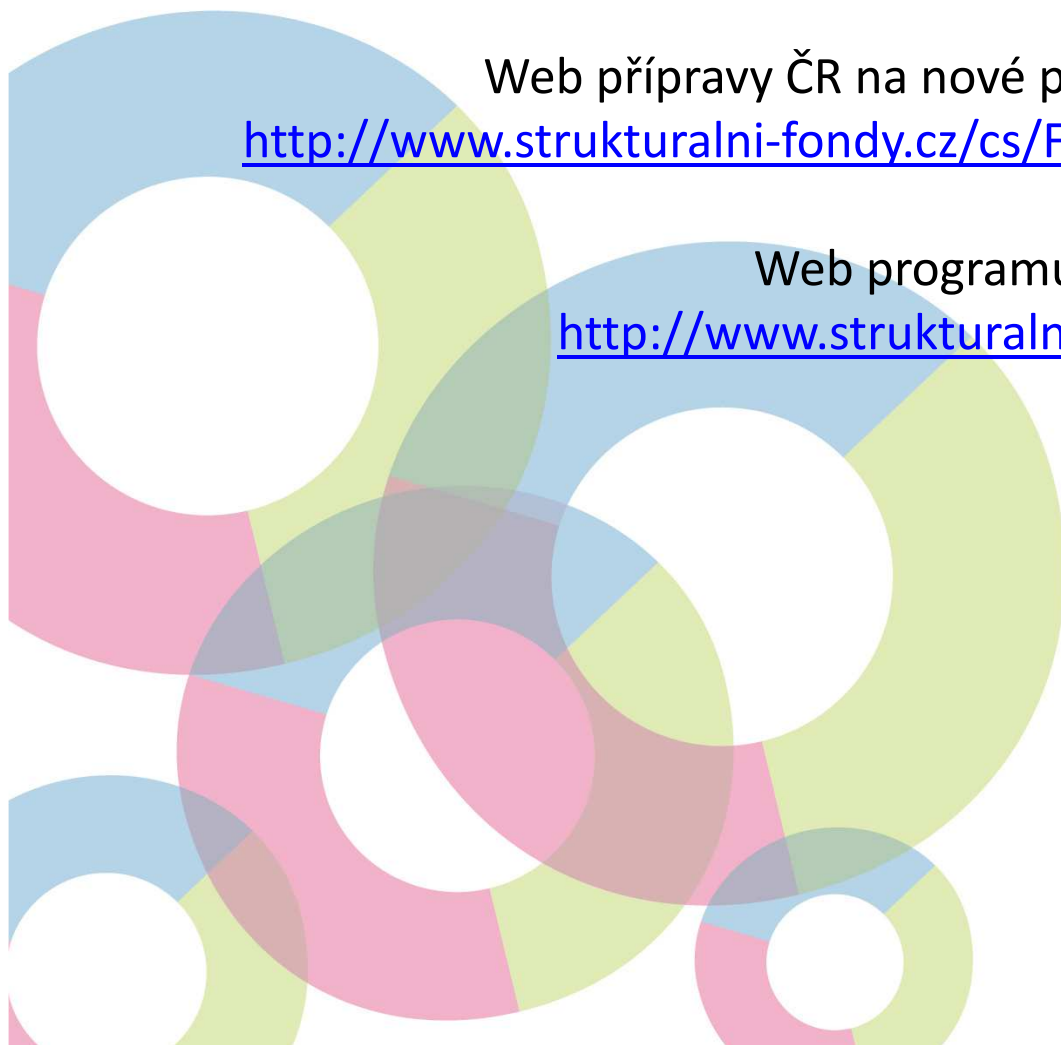 Web přípravy ČR na nové p
http://www.strukturalni-fondy.cz/cs/F
Web programu
http://www.strukturaln